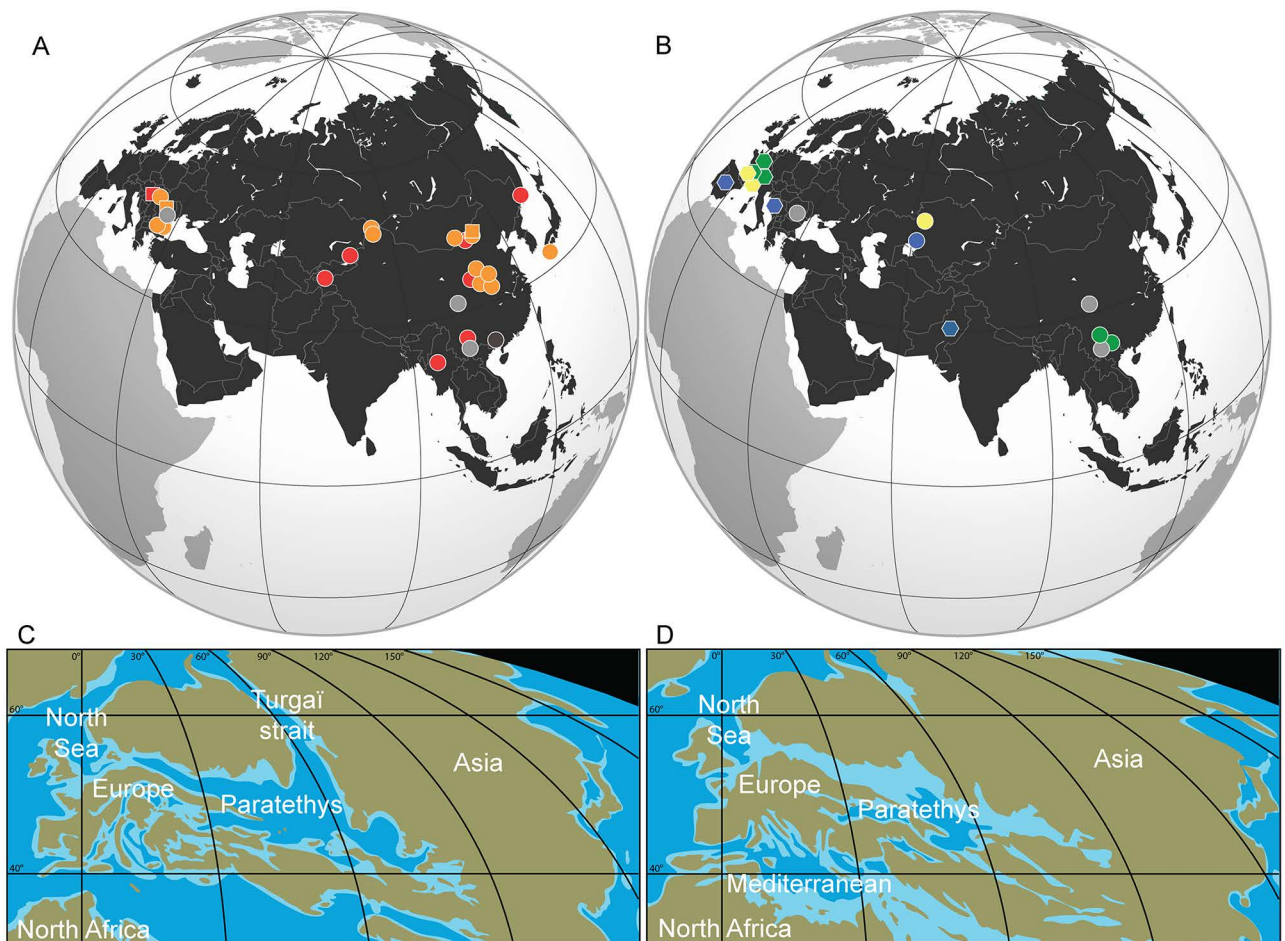 A
B
C
0°
30°
60°
90°
120°
150°
60°
40°
North
Sea
Turgaï
strait
Europe
Paratethys
Asia
North Africa
D
0°
30°
60°
90°
120°
150°
60°
40°
North
Sea
Europe
Paratethys
Asia
Mediterranean
North Africa